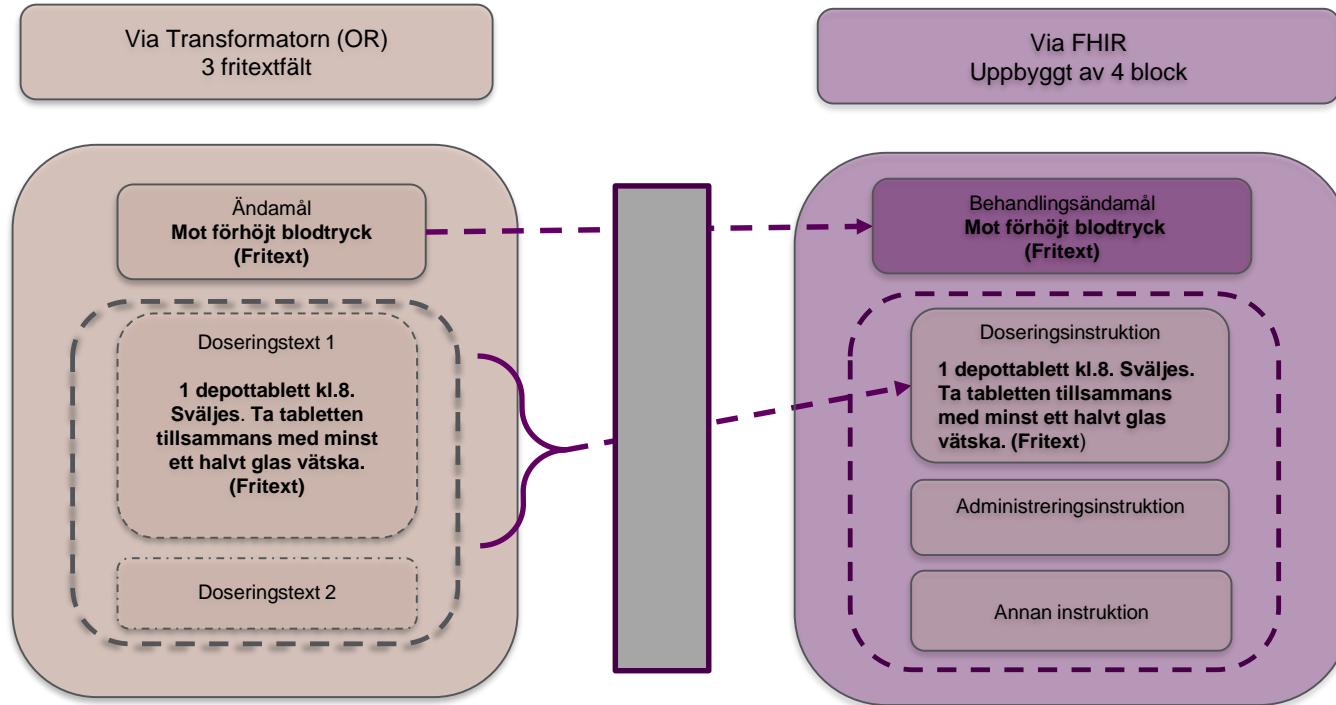 Via Transformatorn (OR)
3 fritextfält
Via FHIR
Uppbyggt av 4 block
Ändamål
Mot förhöjt blodtryck
(Fritext)
Doseringstext 1
1 depottablett kl.8.
Sväljes. Ta tabletten
tillsammans med minst
ett halvt glas vätska.
(Fritext)
Doseringstext 2
Behandlingsändamål
Mot förhöjt blodtryck
(Fritext)
Doseringsinstruktion
1 depottablett kl.8. Sväljes.
Ta tabletten tillsammans
med minst ett halvt glas
vätska. (Fritext)
Administreringsinstruktion
Annan instruktion